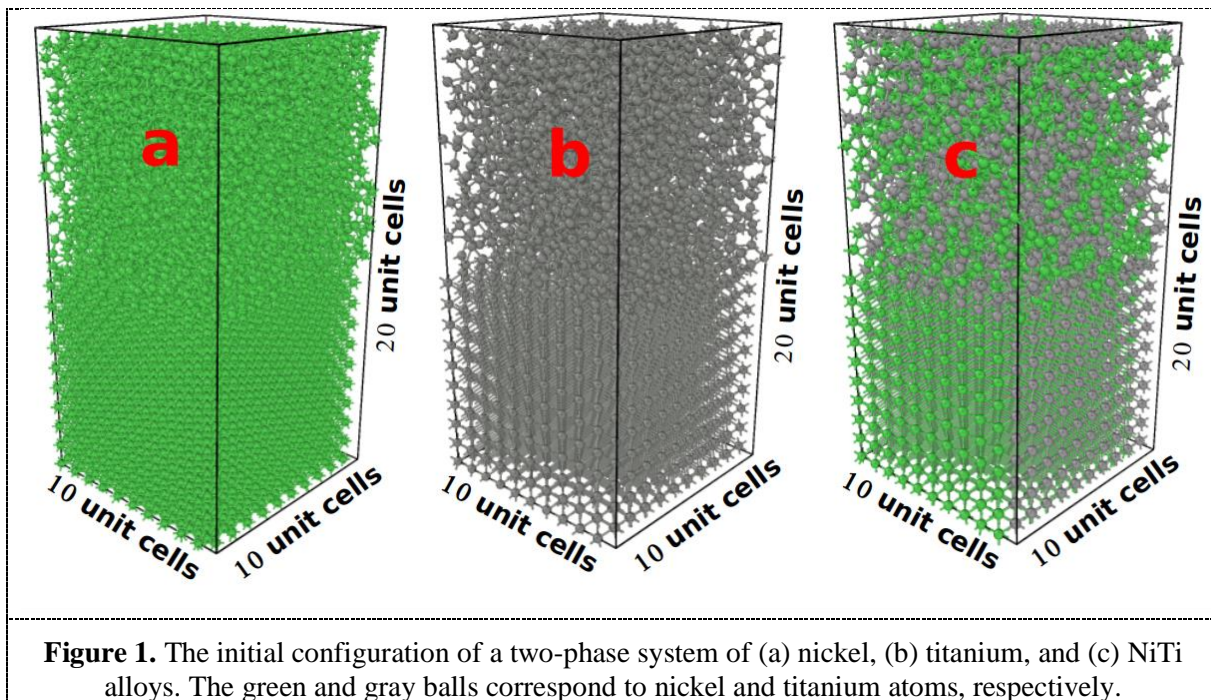 a
b
c
20 unit cells
20 unit cells
20 unit cells
10 unit cells
10 unit cells
10 unit cells
10 unit cells
10 unit cells
10 unit cells
Figure 1. The initial configuration of a two-phase system of (a) nickel, (b) titanium, and (c) NiTi
alloys. The green and gray balls correspond to nickel and titanium atoms, respectively.